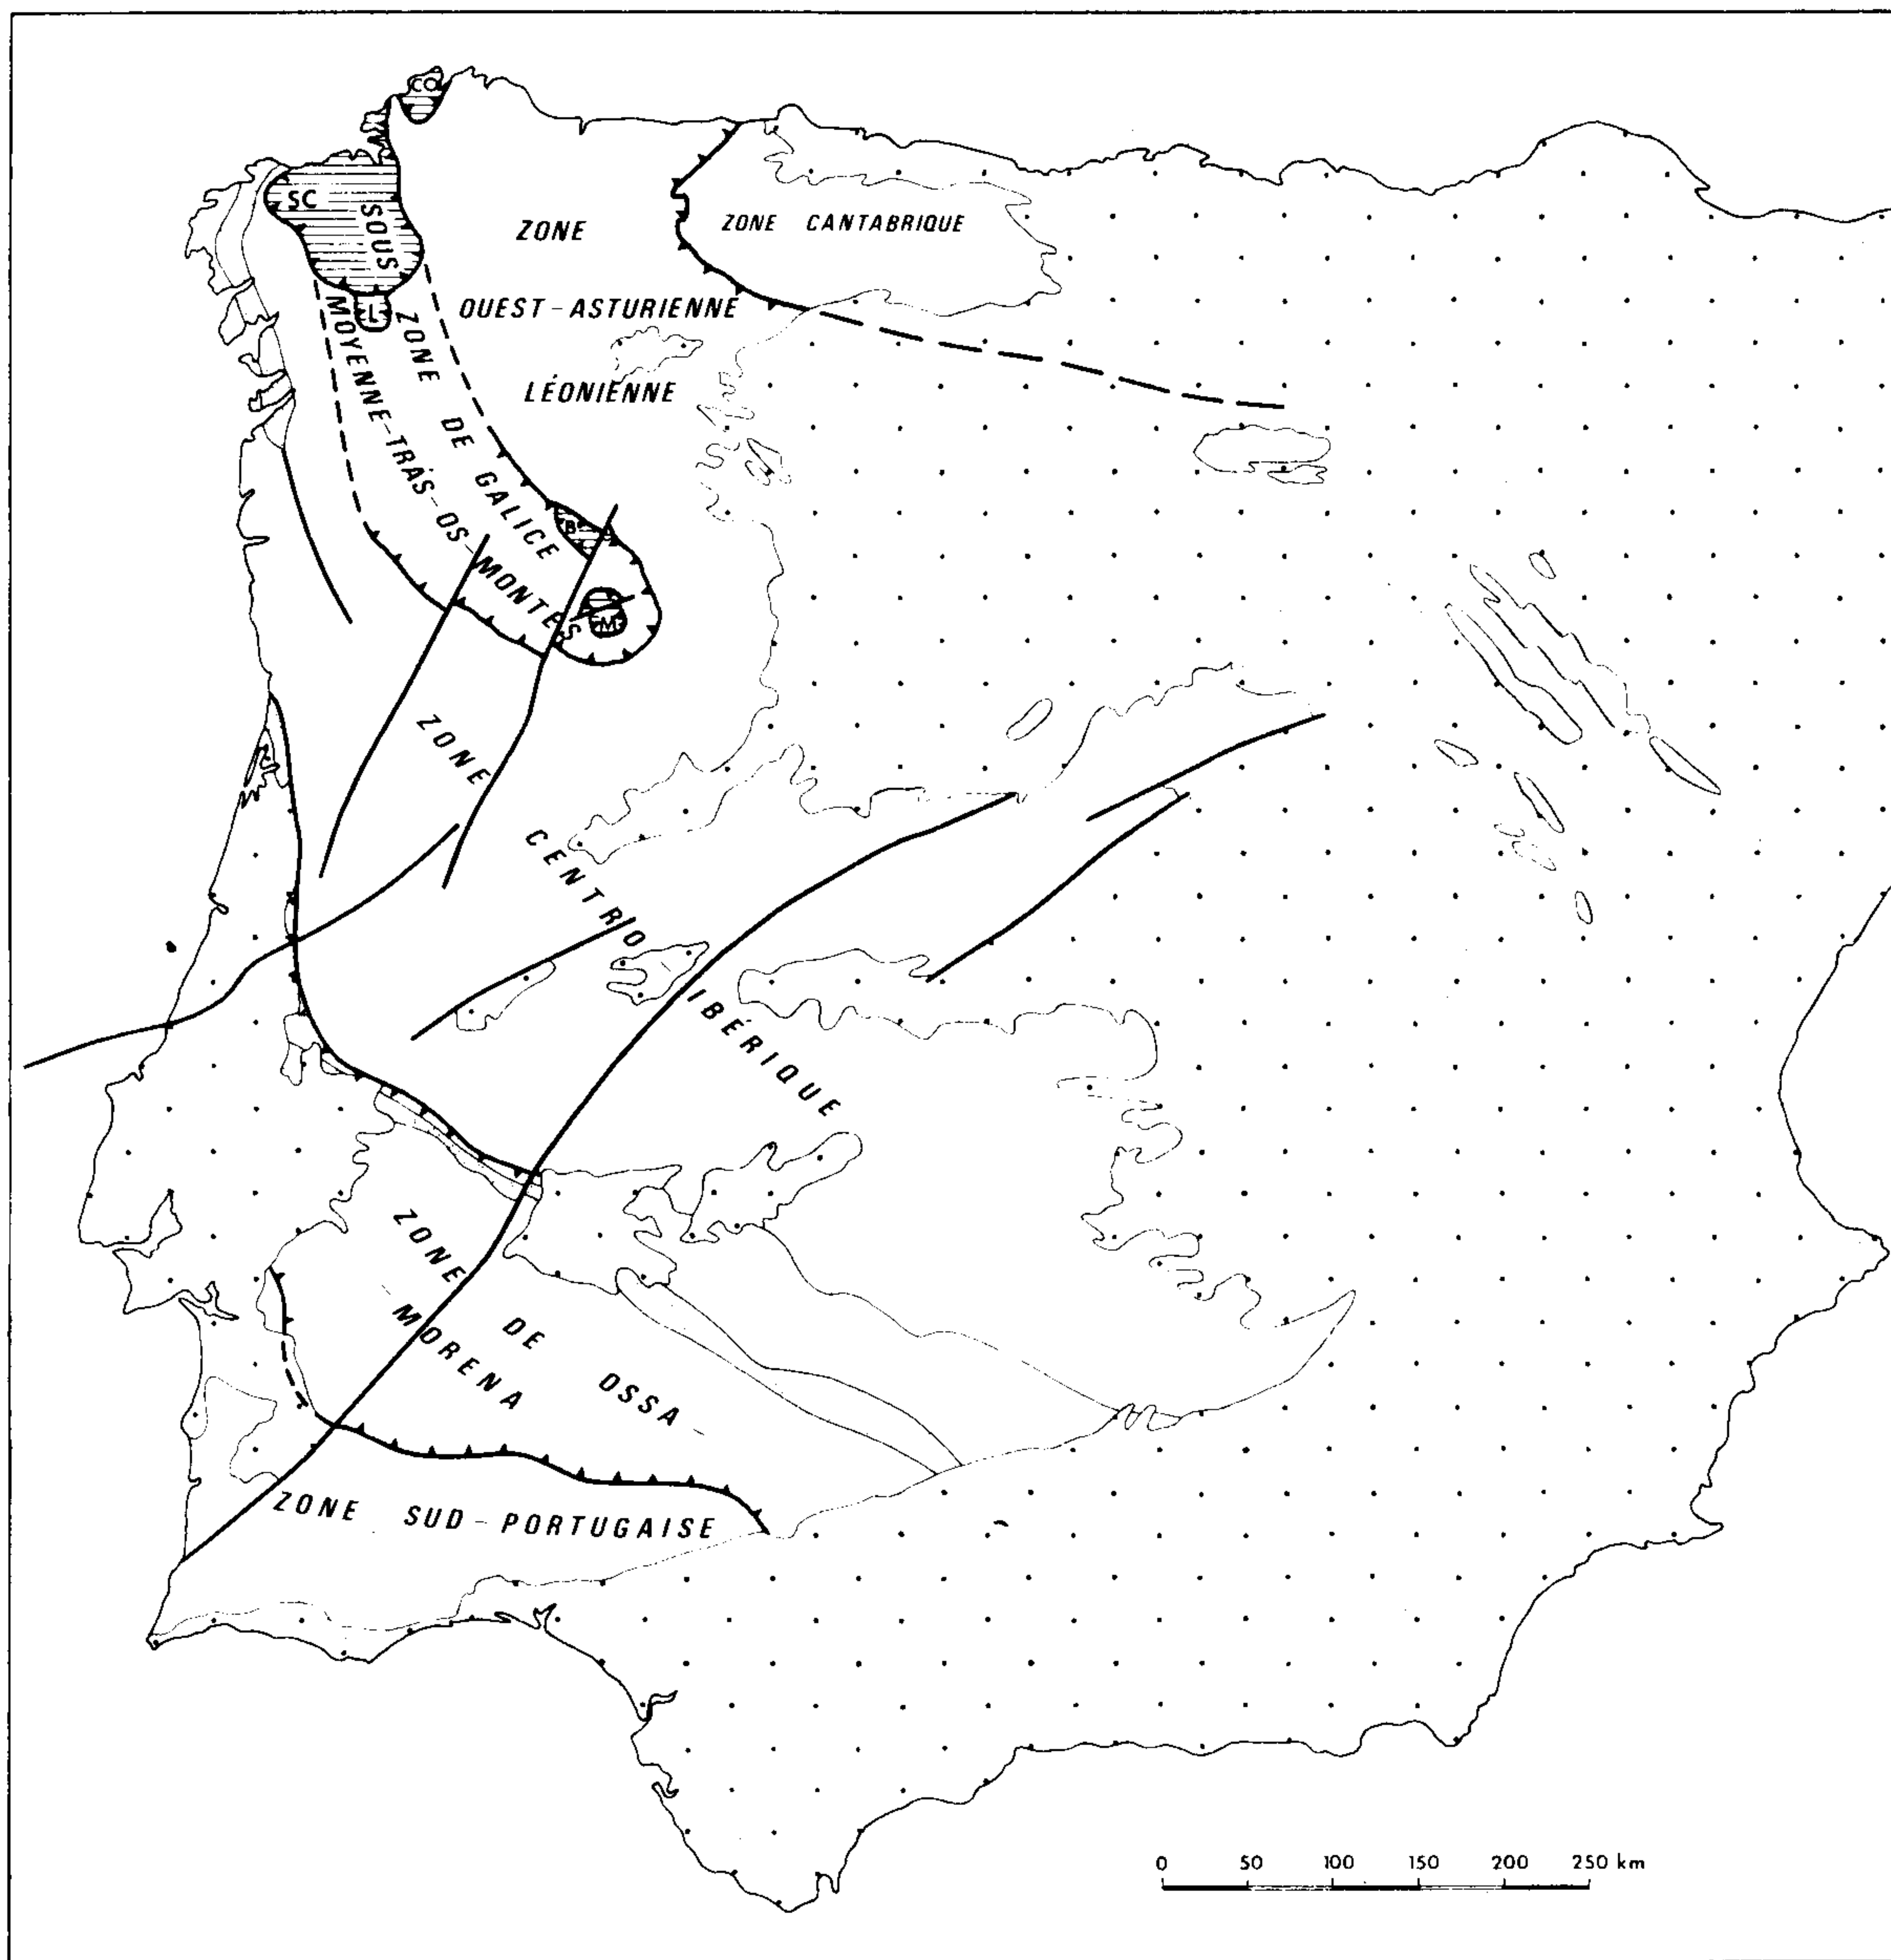 CO
SC
SOUS
ZONE
OUEST-ASTURIENNE
LÉONIENNE
ZONE CANTABRIQUE
ZONE DE GALICE
MOYENNE-TRÁS-OS-MONTES
B
M
ZONE
CENTRO
IBÉRIQUE
ZONE
DE
OSSA-
MORENA
ZONE SUD-PORTUGAISE
0 50 100 150 200 250 km